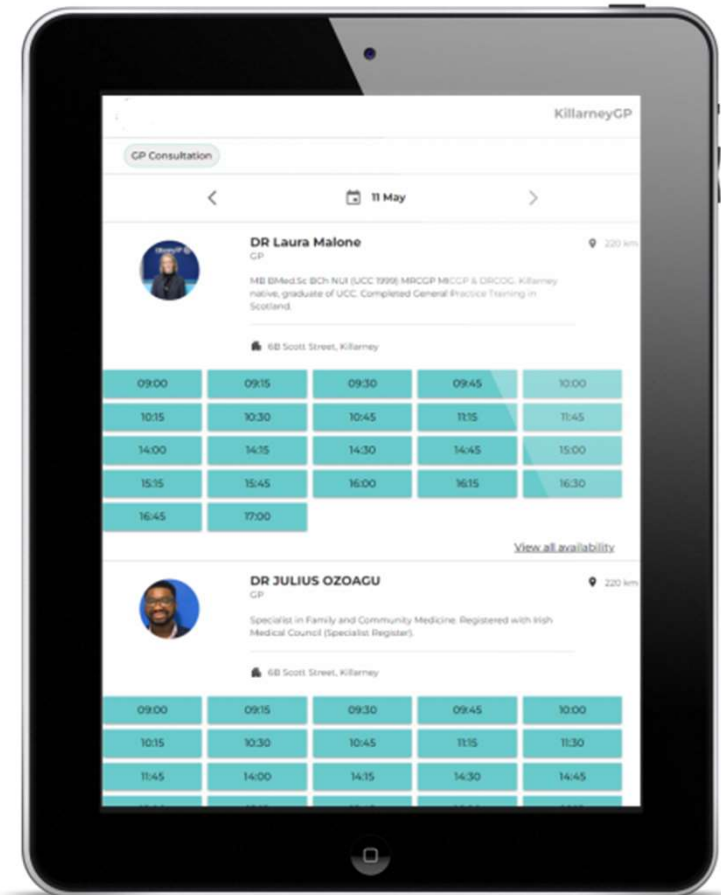 KillarneyGP
GP Consultation
11 May
DR Laura Malone
220 km
GP
MB BMed.Sc BCh NUI (UCC 1999) MRCGP MICGP & DRCOG, Killarney
native, graduate of UCC. Completed General Practice Training in
Scotland.
6B Scott Street, Killarney
09:00 09:15 09:30 09:45 10:00
10:15 10:30 10:45 11:15 11:45
14:00 14:15 14:30 14:45 15:00
15:15 15:45 16:00 16:15 16:30
16:45 17:00
View all availability
DR JULIUS OZOAGU
220 km
GP
Specialist in Family and Community Medicine. Registered with Irish
Medical Council (Specialist Register).
6B Scott Street, Killarney
09:00 09:15 09:30 09:45 10:00
10:15 10:30 10:45 11:15 11:30
11:45 14:00 14:15 14:30 14:45